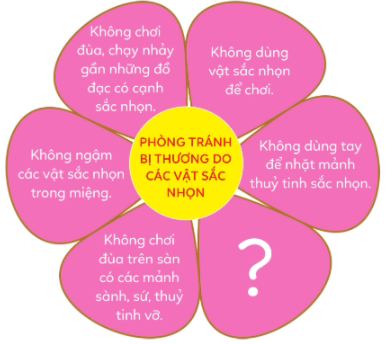 Không chơi
đùa, chạy nhảy
gần những đồ
đạc có cạnh
sắc nhọn.
Không dùng
vật sắc nhọn
để chơi.
PHÒNG TRÁNH
BỊ THƯƠNG DO
CÁC VẬT SẮC
NHỌN
Không ngậm
các vật sắc nhọn
trong miệng.
Không dùng tay
để nhặt mảnh
thuỷ tinh sắc nhọn.
Không chơi
đùa trên sàn
có các mảnh
sành, sứ, thuỷ
tinh vỡ.
?